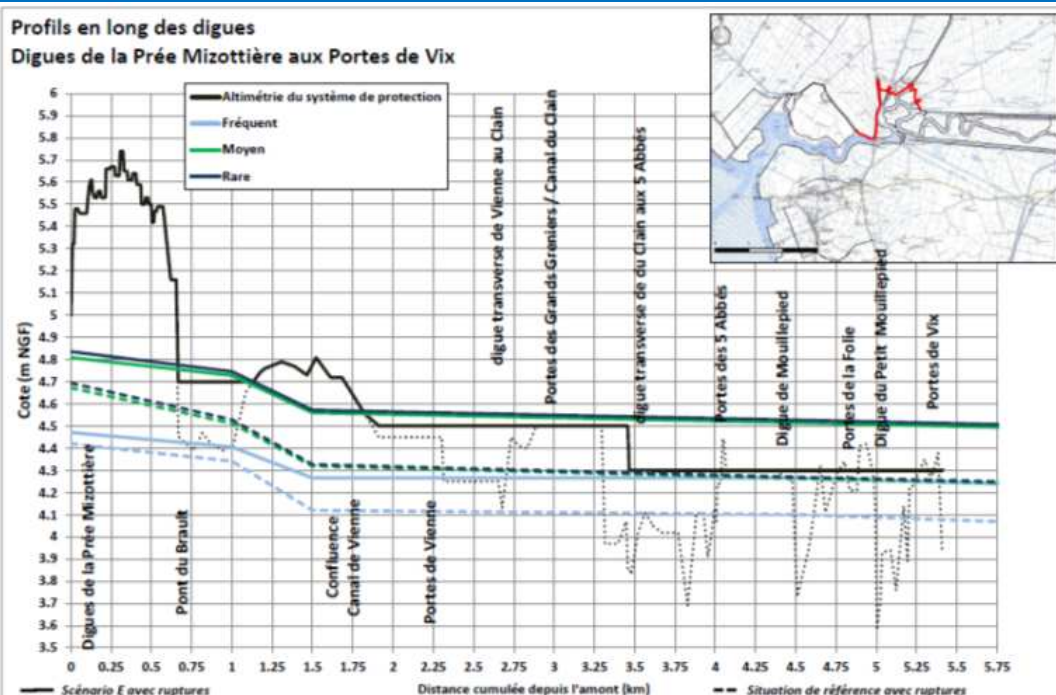 Profils en long des digues
Digues de la Prée Mizottière aux Portes de Vix
Altimétrie du système de protection
Fréquent
Moyen
Rare
Cote (m NGF)
6
5.9
5.8
5.7
5.6
5.5
5.4
5.3
5.2
5.1
5
4.9
4.8
4.7
4.6
4.5
4.4
4.3
4.2
4.1
4
3.9
3.8
3.7
3.6
3.5
Digues de la Prée Mizottière
Pont du Brault
Confluence
Canal de Vienne
Portes de Vienne
digue transverse de Vienne au Clain
Portes des Grands Greniers / Canal du Clain
digue transverse de du Clain aux 5 Abbés
Portes des 5 Abbés
Digue de Mouillepied
Portes de la Folie
Digue du Petit Mouillepied
Portes de Vix
0 0.25 0.5 0.75 1 1.25 1.5 1.75 2 2.25 2.5 2.75 3 3.25 3.5 3.75 4 4.25 4.5 4.75 5 5.25 5.5 5.75
Scénario E avec ruptures
Distance cumulée depuis l'amont (km)
Situation de référence avec ruptures